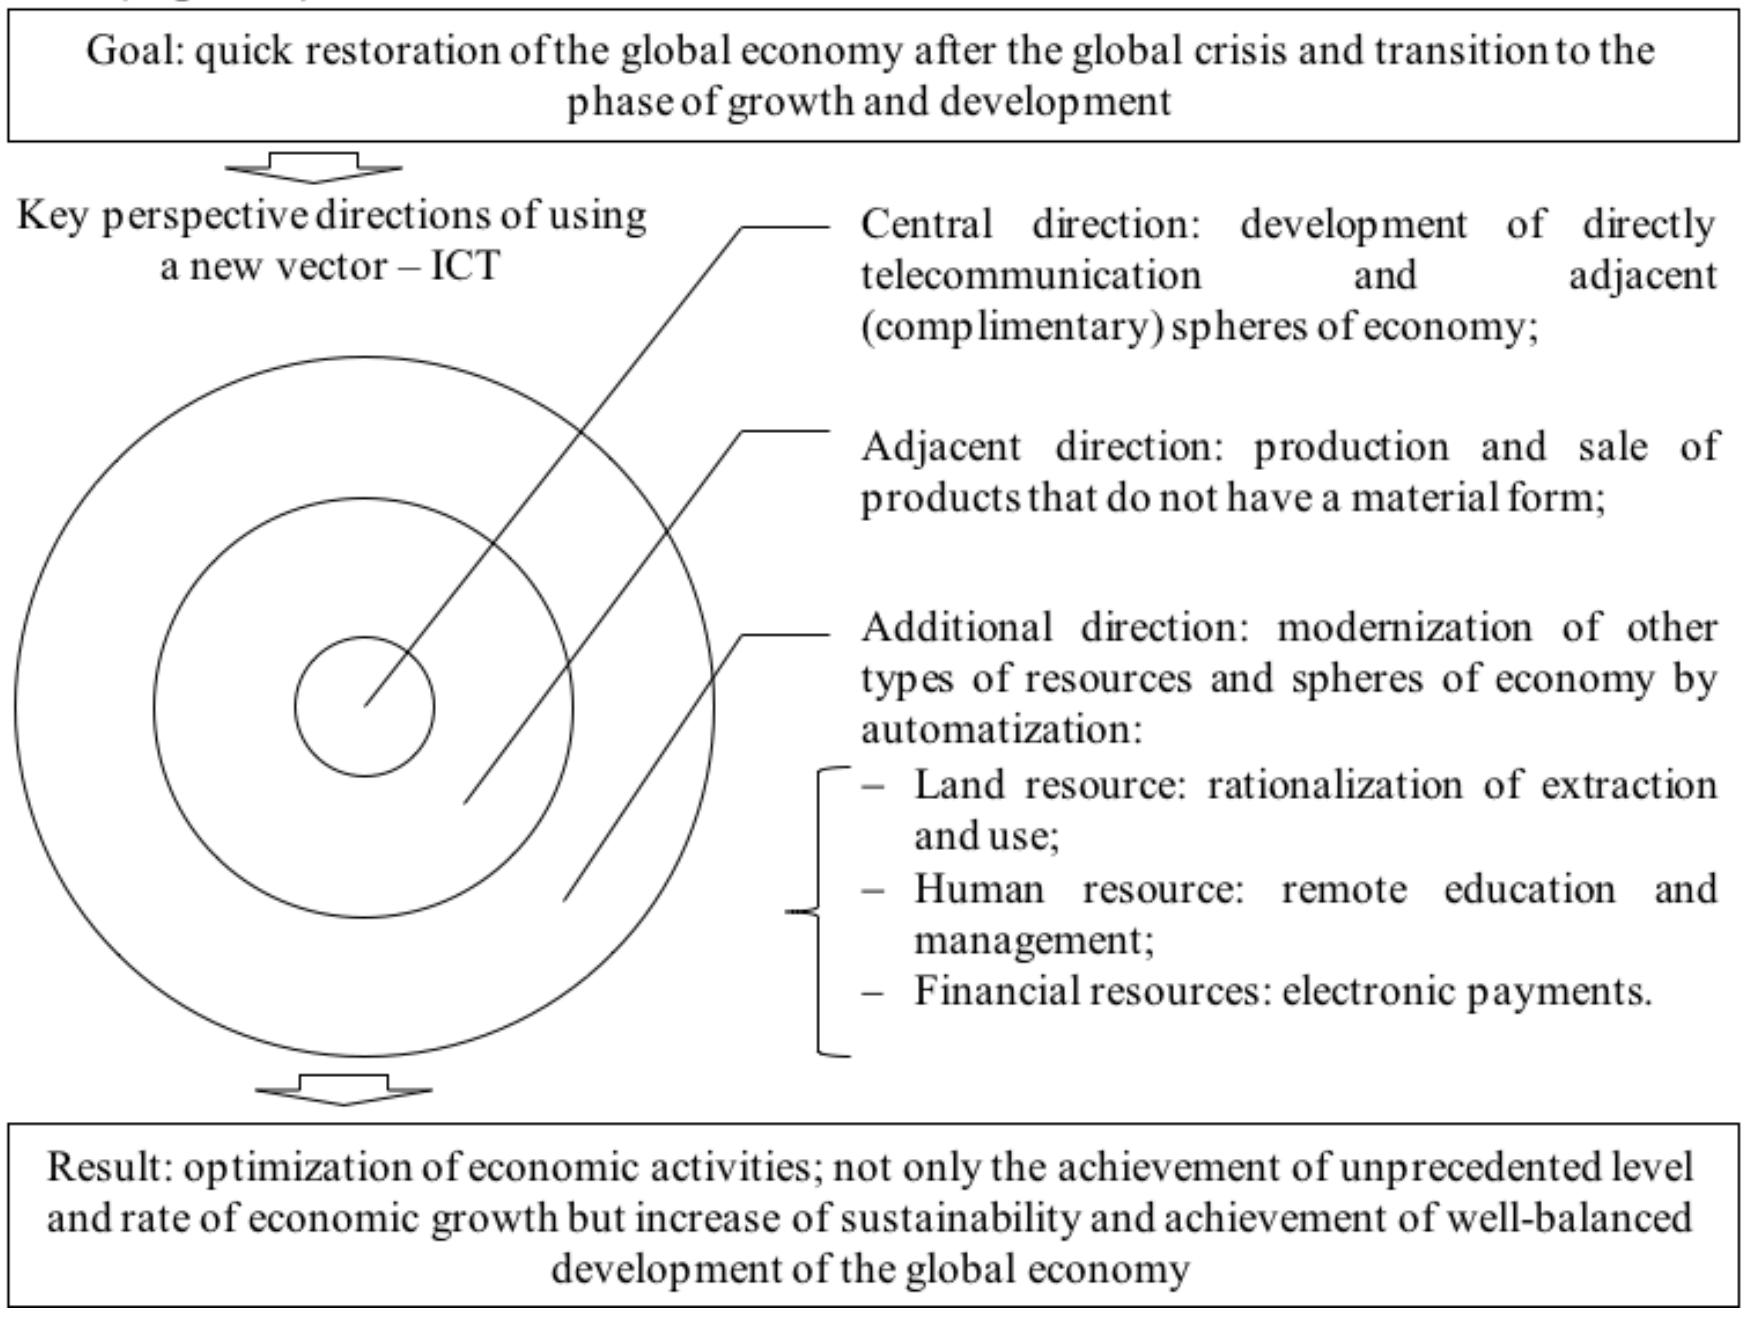 Goal: quick restoration of the global economy after the global crisis and transition to the
phase of growth and development
Key perspective directions of using
a new vector – ICT
Central direction: development of directly
telecommunication and adjacent
(complimentary) spheres of economy;
Adjacent direction: production and sale of
products that do not have a material form;
Additional direction: modernization of other
types of resources and spheres of economy by
automatization:
– Land resource: rationalization of extraction
and use;
– Human resource: remote education and
management;
– Financial resources: electronic payments.
Result: optimization of economic activities; not only the achievement of unprecedented level
and rate of economic growth but increase of sustainability and achievement of well-balanced
development of the global economy